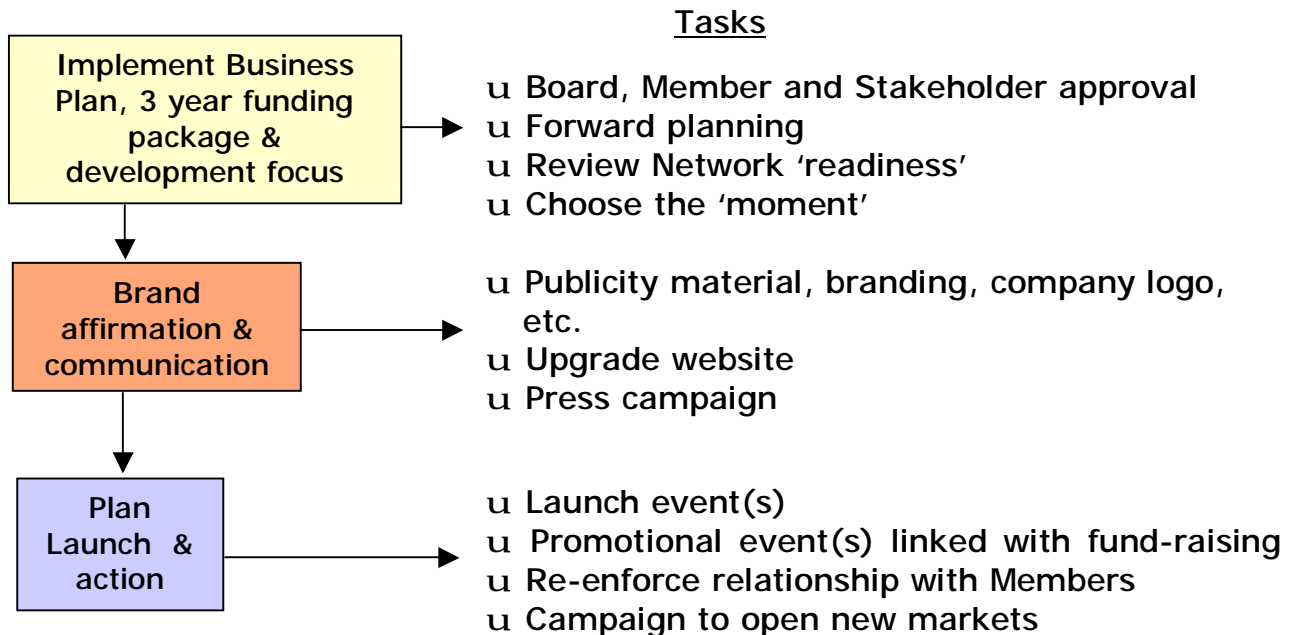 Tasks
Implement Business
Plan, 3 year funding
package &
development focus
u Board, Member and Stakeholder approval
u Forward planning
u Review Network ‘readiness’
u Choose the ‘moment’
Brand
affirmation &
communication
u Publicity material, branding, company logo,
etc.
u Upgrade website
u Press campaign
Plan
Launch &
action
u Launch event(s)
u Promotional event(s) linked with fund-raising
u Re-enforce relationship with Members
u Campaign to open new markets